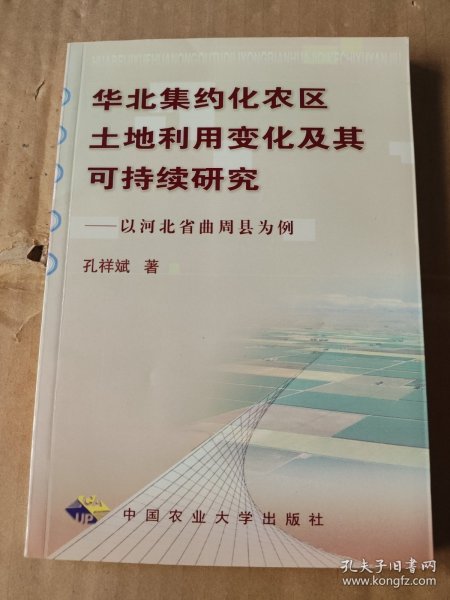 华北集约化农区
土地利用变化及其
可持续研究
——以河北省曲周县为例
孔祥斌 著
CA
UP
中国农业大学出版社
孔夫子旧书网
www.kongfz.com